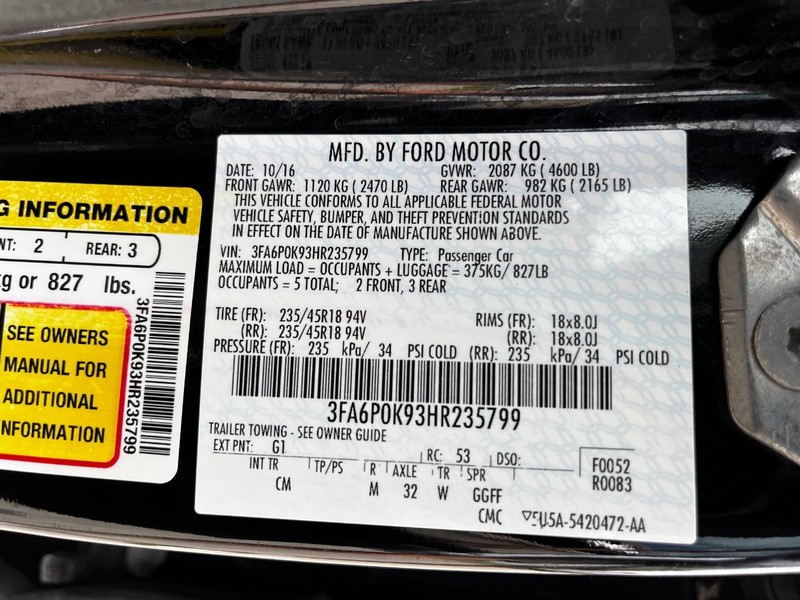 G INFORMATION
NT: 2 REAR: 3
kg or 827 lbs.
SEE OWNERS
MANUAL FOR
ADDITIONAL
INFORMATION
3FA6P0K93HR235799
MFD. BY FORD MOTOR CO.
DATE: 10/16 GVWR: 2087 KG ( 4600 LB)
FRONT GAWR: 1120 KG ( 2470 LB) REAR GAWR: 982 KG ( 2165 LB)
THIS VEHICLE CONFORMS TO ALL APPLICABLE FEDERAL MOTOR
VEHICLE SAFETY, BUMPER, AND THEFT PREVENTION STANDARDS
IN EFFECT ON THE DATE OF MANUFACTURE SHOWN ABOVE.
VIN: 3FA6P0K93HR235799 TYPE: Passenger Car
MAXIMUM LOAD = OCCUPANTS + LUGGAGE = 375KG/ 827LB
OCCUPANTS = 5 TOTAL; 2 FRONT, 3 REAR
TIRE (FR): 235/45R18 94V RIMS (FR): 18x8.0J
(RR): 235/45R18 94V (RR): 18x8.0J
PRESSURE (FR): 235 kPa/ 34 PSI COLD (RR): 235 kPa/ 34 PSI COLD
3FA6P0K93HR235799
TRAILER TOWING - SEE OWNER GUIDE
EXT PNT: G1 RC: 53 DSO: F0052
INT TR TP/PS R AXLE TR SPR R0083
CM M 32 W GGFF
CMC 5U5A-5420472-AA